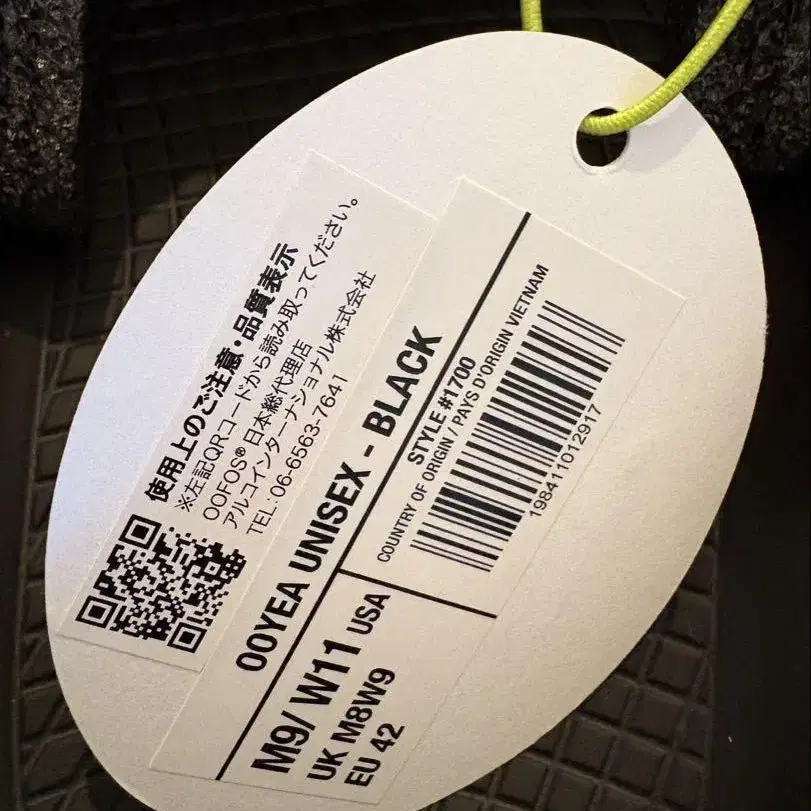 使用上のご注意・品質表示
※左記QRコードから読み取ってください。
OOFOS® 日本総代理店
アルコインターナショナル株式会社
TEL：06-6563-7641
OOYEA UNISEX - BLACK
STYLE #1700
COUNTRY OF ORIGIN / PAYS D'ORIGIN VIETNAM
198411012917
M9/ W11 USA
UK M8W9
EU 42